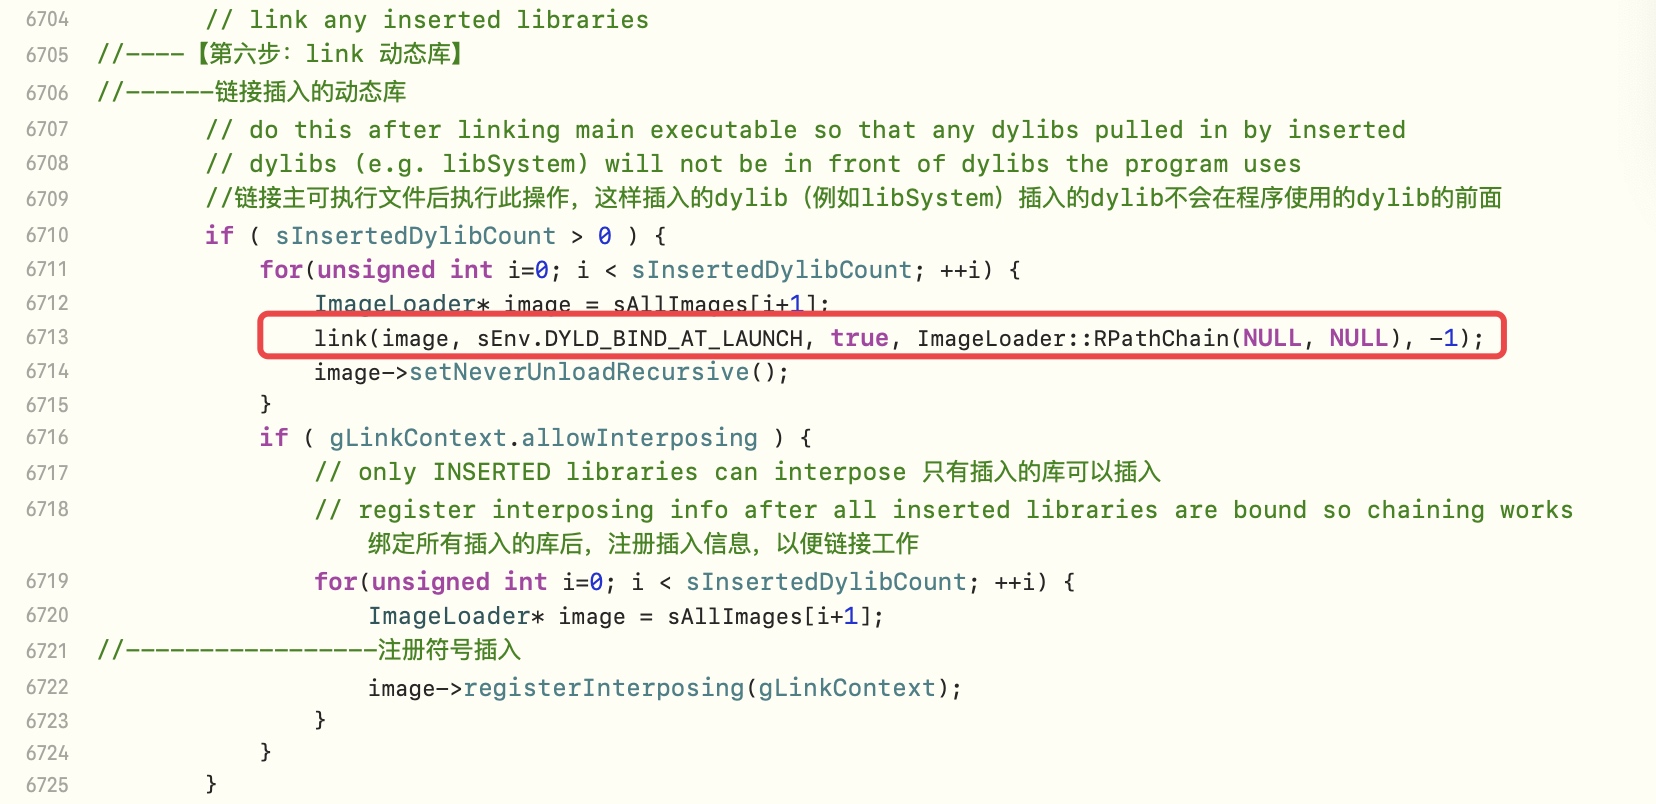 6704 // link any inserted libraries
6705 //----【第六步：link 动态库】
6706 //------链接插入的动态库
6707 // do this after linking main executable so that any dylibs pulled in by inserted
6708 // dylibs (e.g. libSystem) will not be in front of dylibs the program uses
6709 //链接主可执行文件后执行此操作，这样插入的dylib（例如libSystem）插入的dylib不会在程序使用的dylib的前面
6710 if ( sInsertedDylibCount > 0 ) {
6711 for(unsigned int i=0; i < sInsertedDylibCount; ++i) {
6712 ImageLoader* image = sAllImages[i+1];
6713 link(image, sEnv.DYLD_BIND_AT_LAUNCH, true, ImageLoader::RPathChain(NULL, NULL), -1);
6714 image->setNeverUnloadRecursive();
6715 }
6716 if ( gLinkContext.allowInterposing ) {
6717 // only INSERTED libraries can interpose 只有插入的库可以插入
6718 // register interposing info after all inserted libraries are bound so chaining works
绑定所有插入的库后，注册插入信息，以便链接工作
6719 for(unsigned int i=0; i < sInsertedDylibCount; ++i) {
6720 ImageLoader* image = sAllImages[i+1];
6721 //-----------------注册符号插入
6722 image->registerInterposing(gLinkContext);
6723 }
6724 }
6725 }